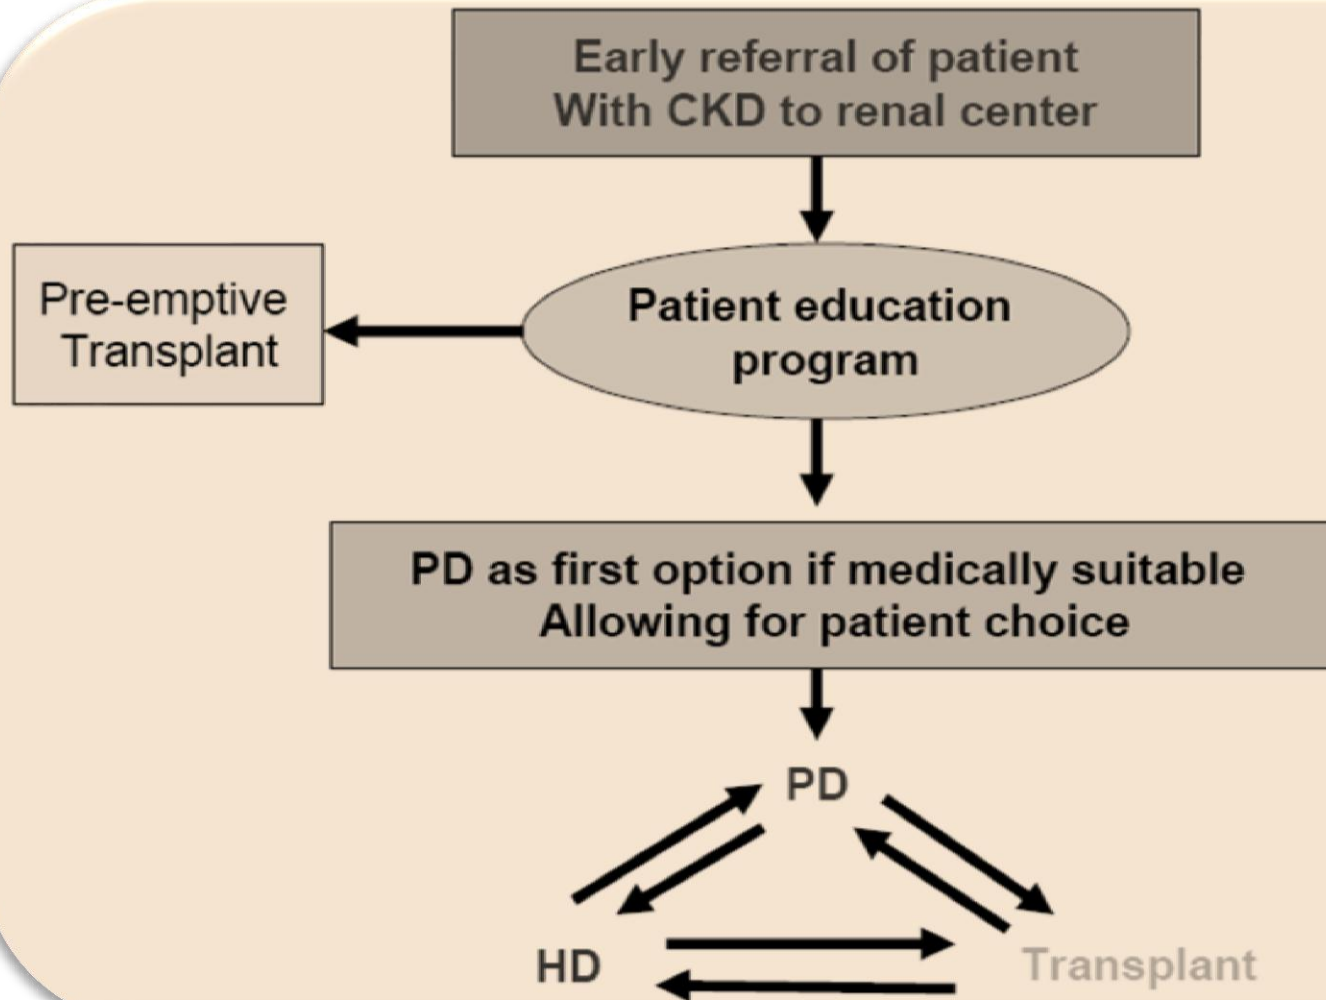 Early referral of patient
With CKD to renal center
Pre-emptive
Transplant
Patient education
program
PD as first option if medically suitable
Allowing for patient choice
PD
HD
Transplant